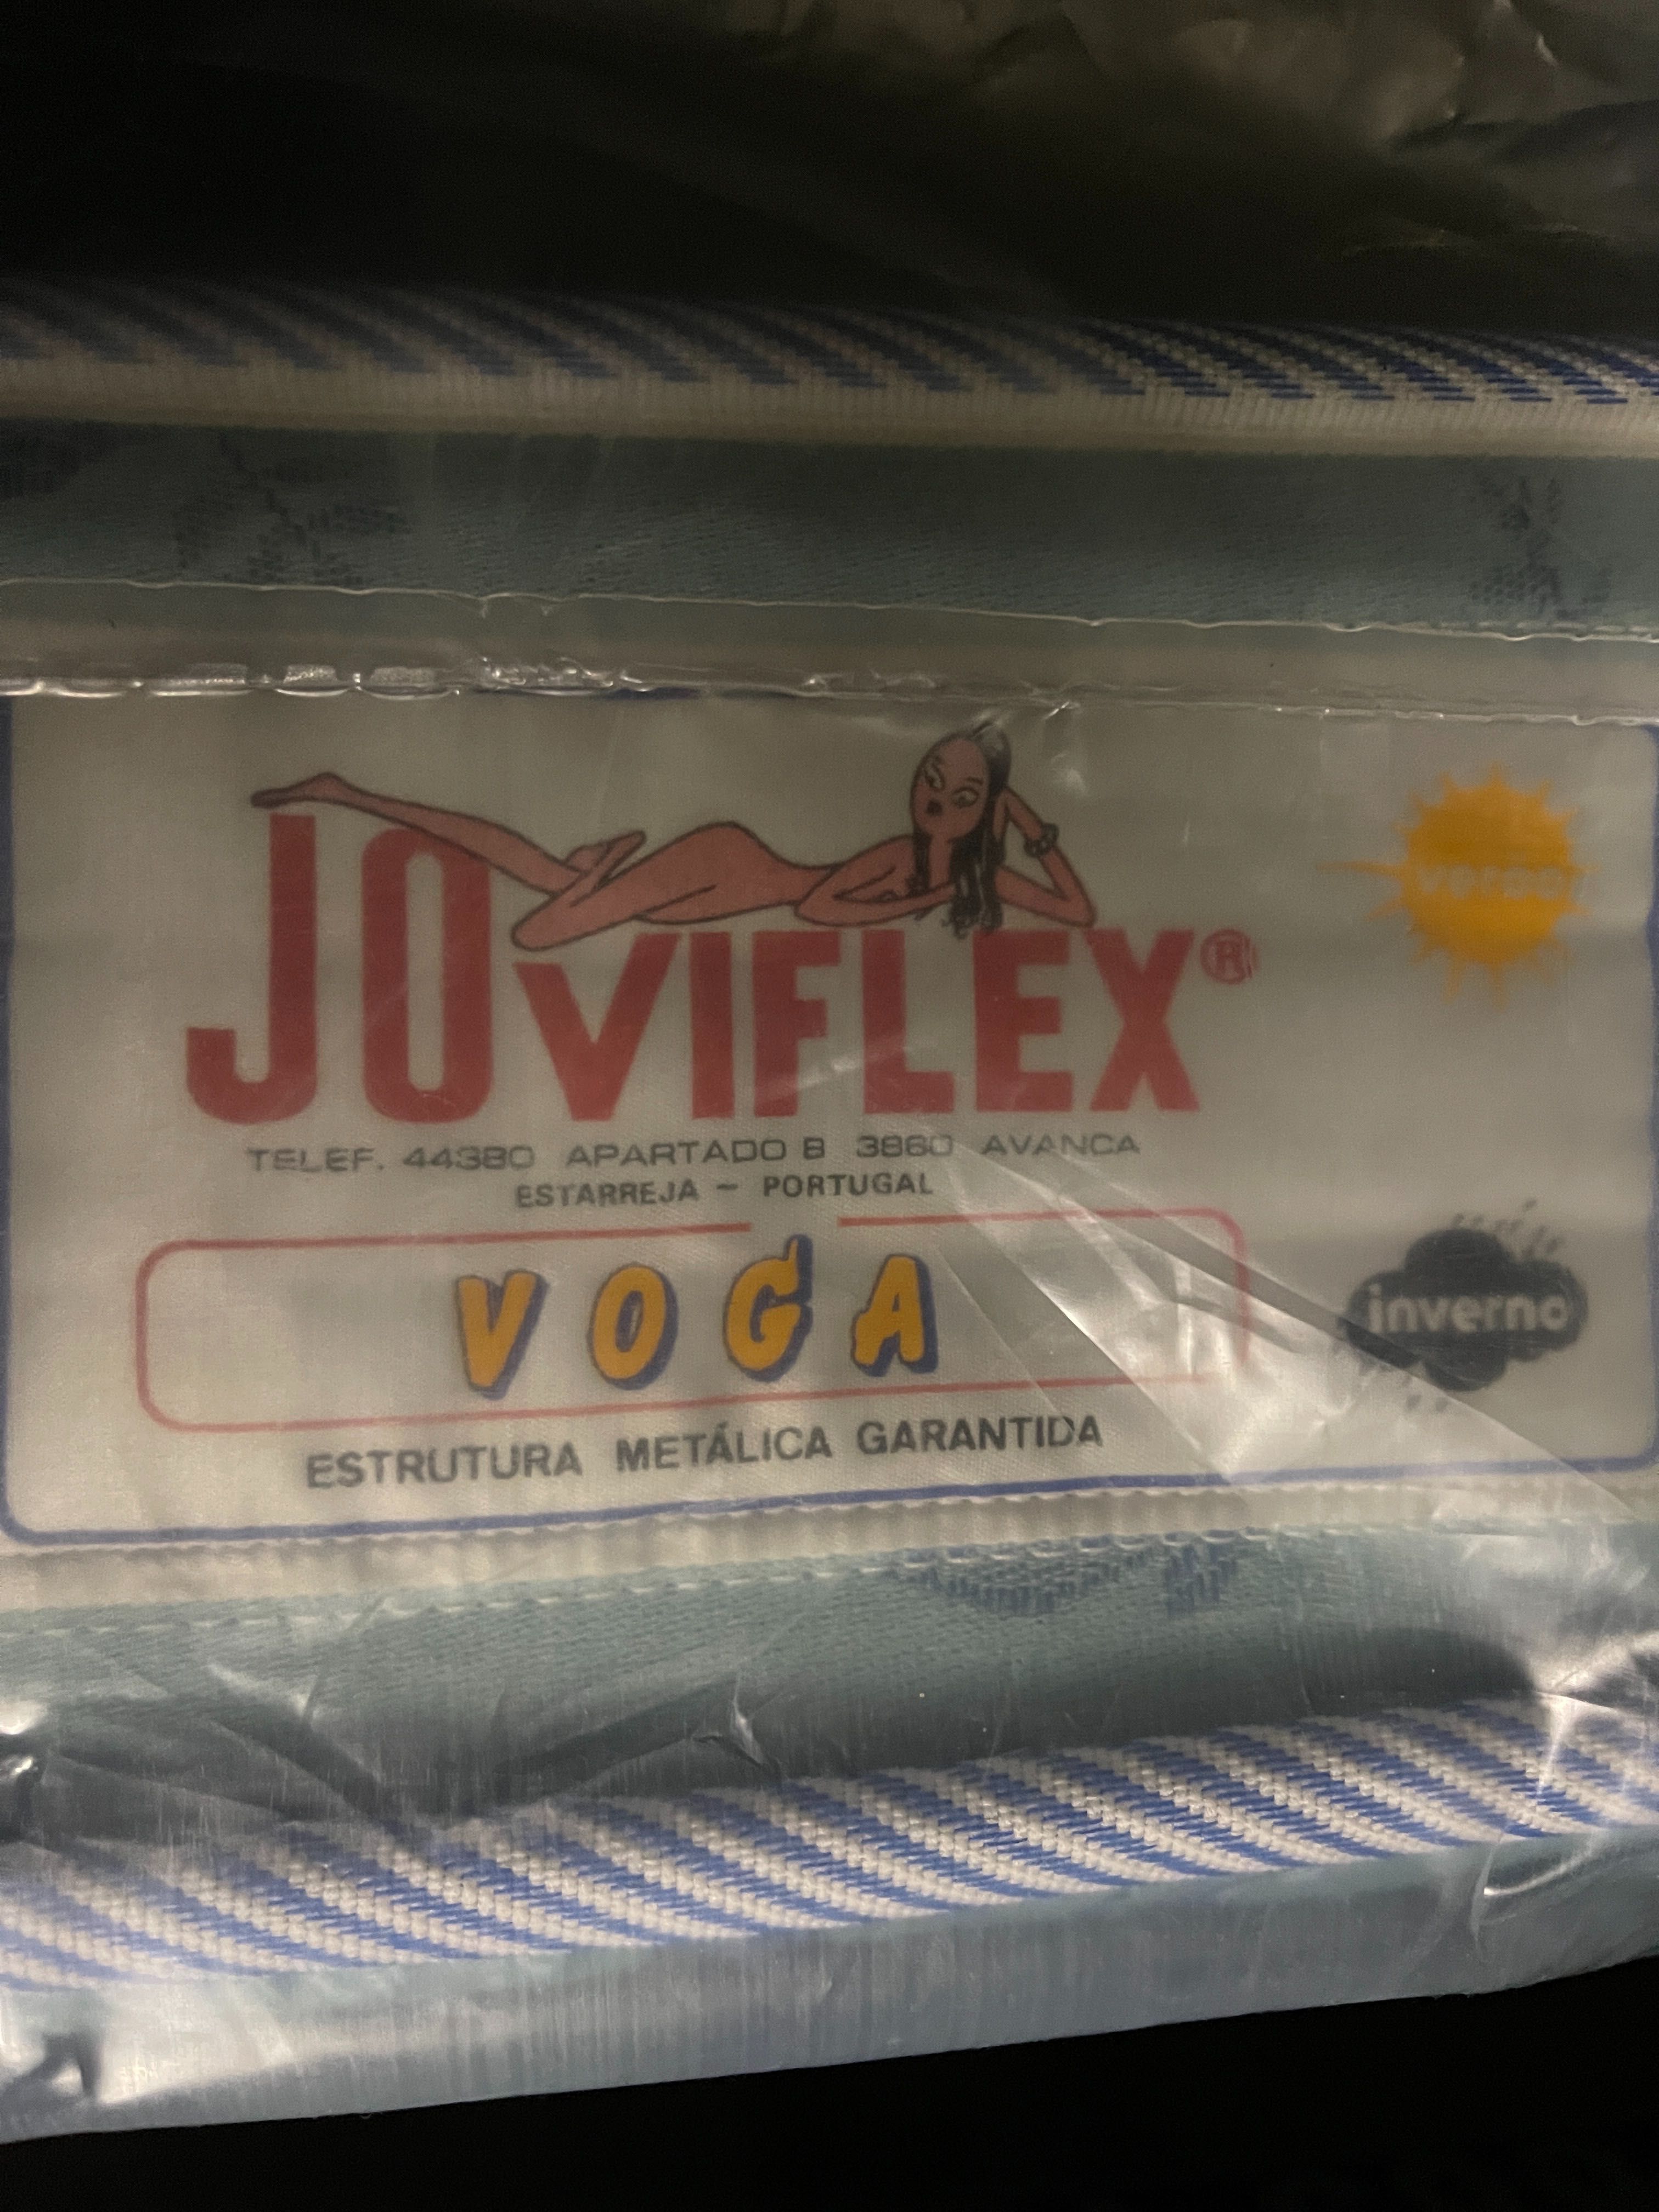 verão
JOVIFLEX®
TELEF. 44380 APARTADO 8 3860 AVANCA
ESTARREJA - PORTUGAL
VOGA
inverno
ESTRUTURA METÁLICA GARANTIDA